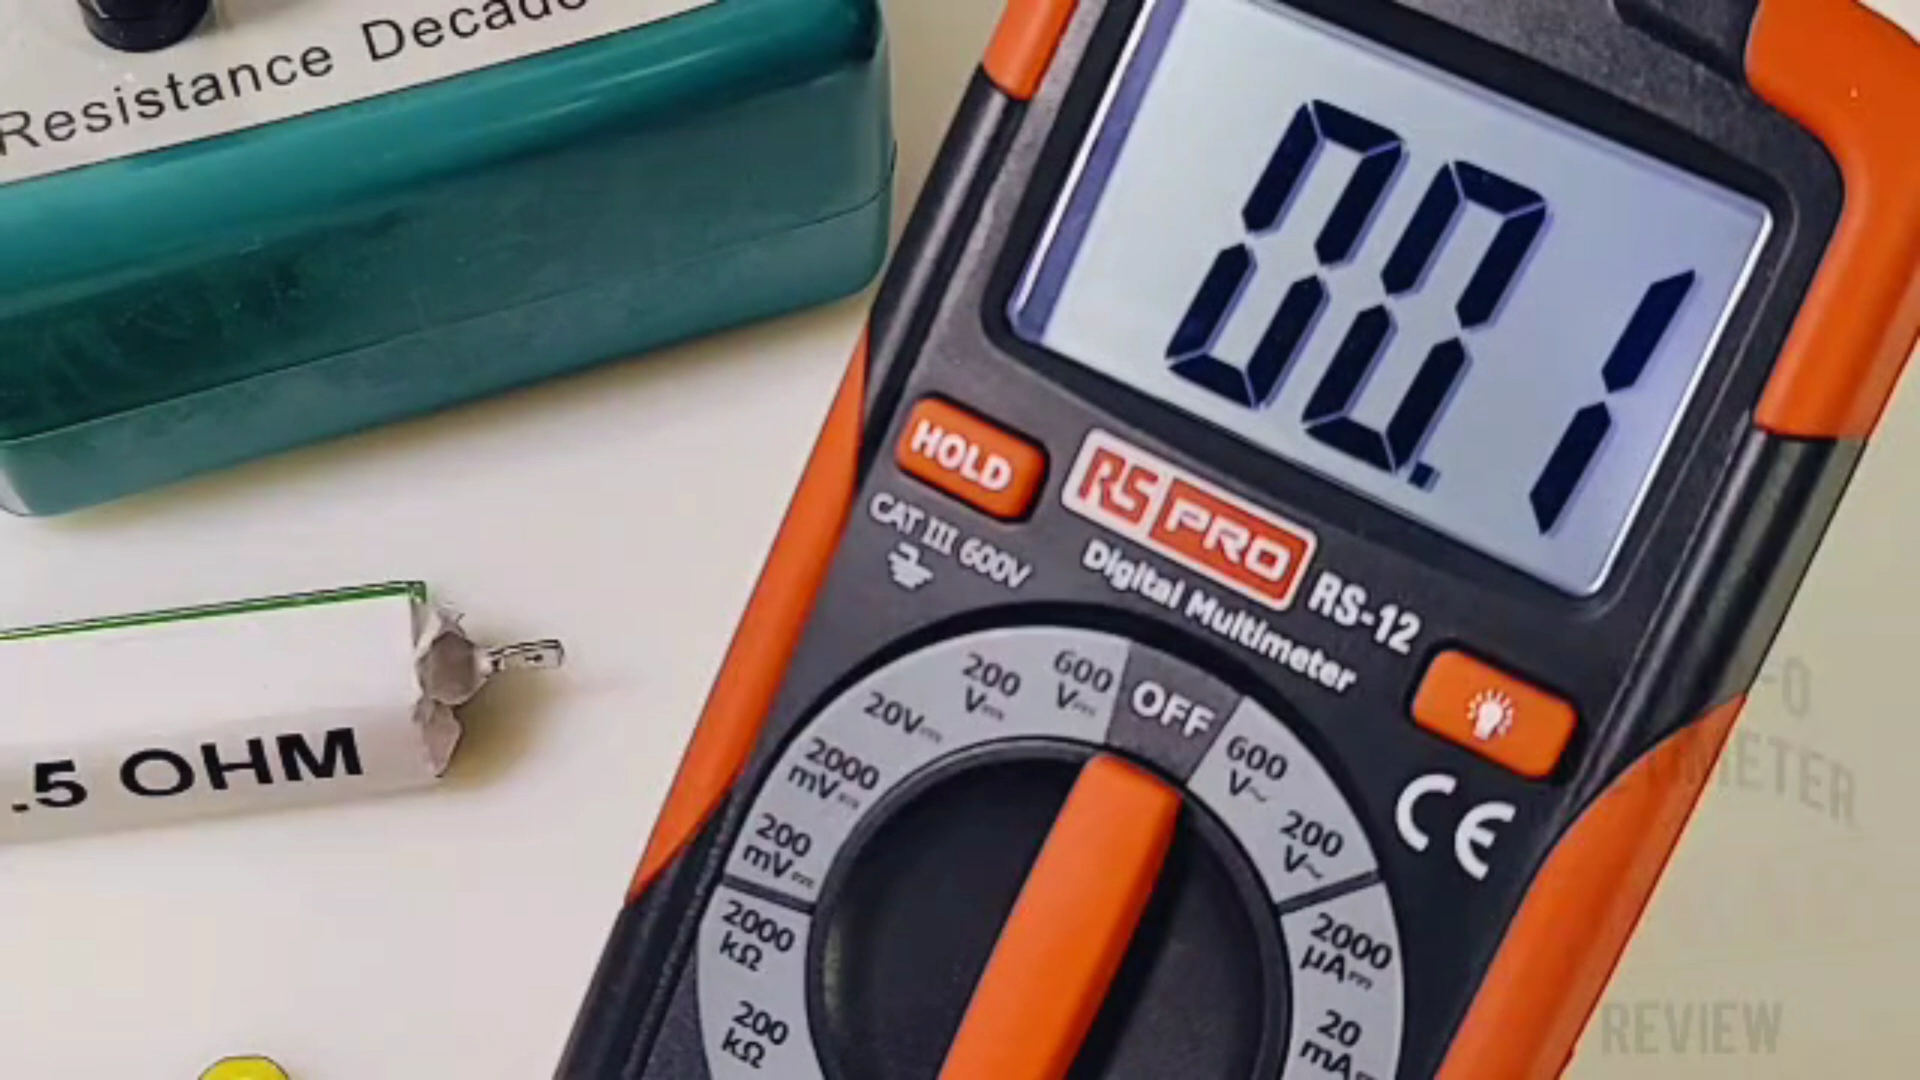 Resistance Decade
00.1
HOLD
RS PRO
CAT III 600V
Digital Multimeter
RS-12
.5 OHM
OFF
600
V
200
V
20V
2000
mV
200
mV
2000
kΩ
200
kΩ
600
V~
200
V~
2000
µA
20
mA
CE
REVIEW